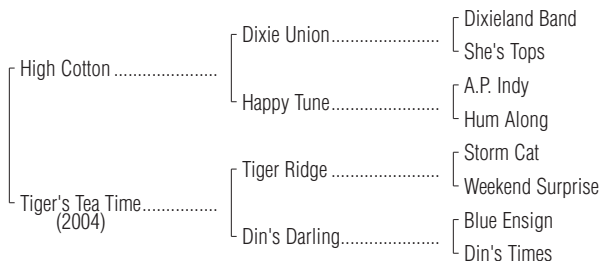 Dixieland Band
Dixie Union..............................
She's Tops
High Cotton ......................
A.P. Indy
Happy Tune..............................
Hum Along
Storm Cat
Tiger Ridge ..............................
Weekend Surprise
Tiger's Tea Time................
(2004)
Blue Ensign
Din's Darling...........................
Din's Times